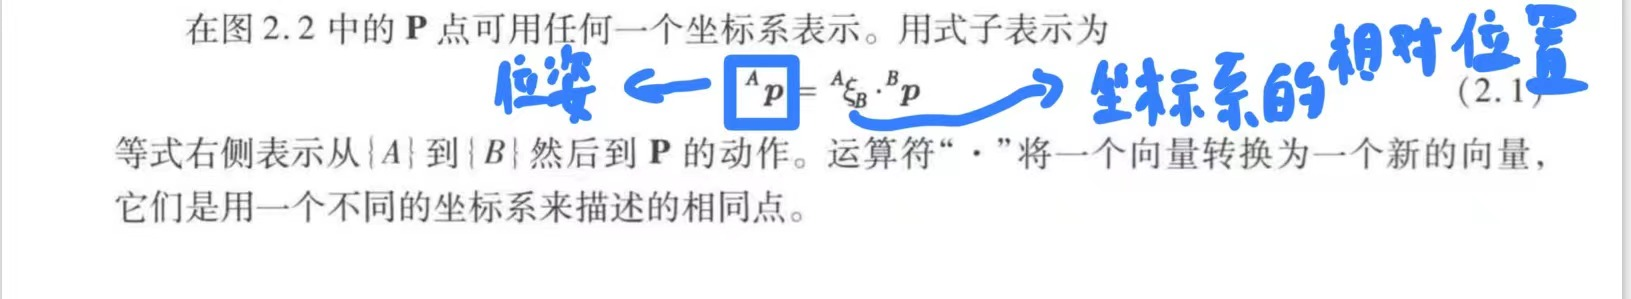 在图 2.2 中的 P 点可用任何一个坐标系表示。用式子表示为
位姿 ← ᴬp = ᴬξ_B · ᴮp → 坐标系的相对位置
(2.1)
等式右侧表示从{A}到{B}然后到 P 的动作。运算符“·”将一个向量转换为一个新的向量，
它们是用一个不同的坐标系来描述的相同点。